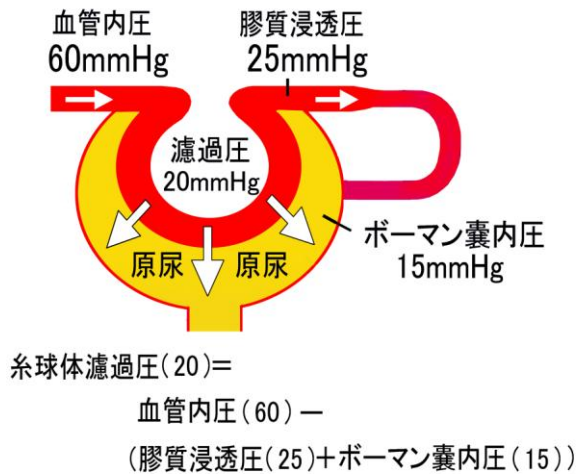 血管内圧
60mmHg
膠質浸透圧
25mmHg
濾過圧
20mmHg
原尿
原尿
ボーマン嚢内圧
15mmHg
糸球体濾過圧(20)=
血管内圧(60)ー
(膠質浸透圧(25)+ボーマン嚢内圧(15))